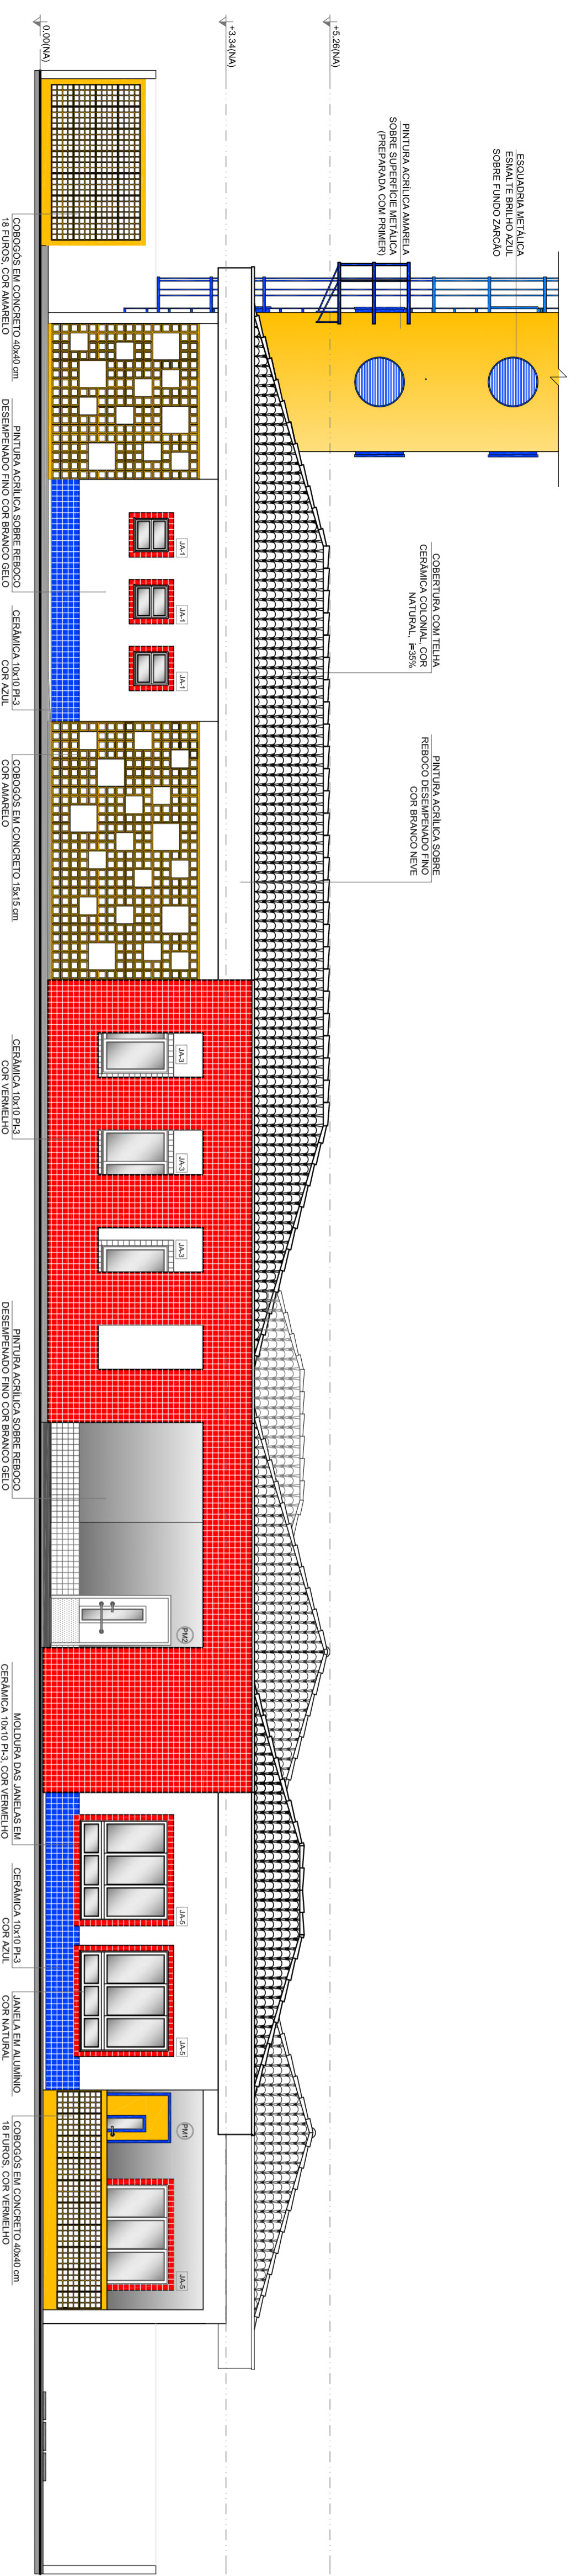 +5.26(NA)
+3.34(NA)
0.00(NA)
ESQUADRIA METÁLICA
ESMALTE BRILHO AZUL
SOBRE FUNDO ZARCÃO
PINTURA ACRÍLICA AMARELA
SOBRE SUPERFÍCIE METÁLICA
(PREPARADA COM PRIMER)
COBERTURA COM TELHA
CERÂMICA COLONIAL, COR
NATURAL, i=35%
PINTURA ACRÍLICA SOBRE
REBOCO DESEMPENADO FINO
COR BRANCO NEVE
JA-1
JA-1
JA-1
JA-3
JA-3
JA-3
PM2
JA-5
JA-5
PM1
JA-5
COBOGÓS EM CONCRETO 40x40 cm
18 FUROS, COR AMARELO
PINTURA ACRÍLICA SOBRE REBOCO
DESEMPENADO FINO COR BRANCO GELO
CERÂMICA 10x10 PI-3
COR AZUL
COBOGÓS EM CONCRETO 15x15 cm
COR AMARELO
CERÂMICA 10x10 PI-3
COR VERMELHO
PINTURA ACRÍLICA SOBRE REBOCO
DESEMPENADO FINO COR BRANCO GELO
MOLDURA DAS JANELAS EM
CERÂMICA 10x10 PI-3, COR VERMELHO
CERÂMICA 10x10 PI-3
COR AZUL
JANELA EM ALUMÍNIO
COR NATURAL
COBOGÓS EM CONCRETO 40x40 cm
18 FUROS, COR VERMELHO